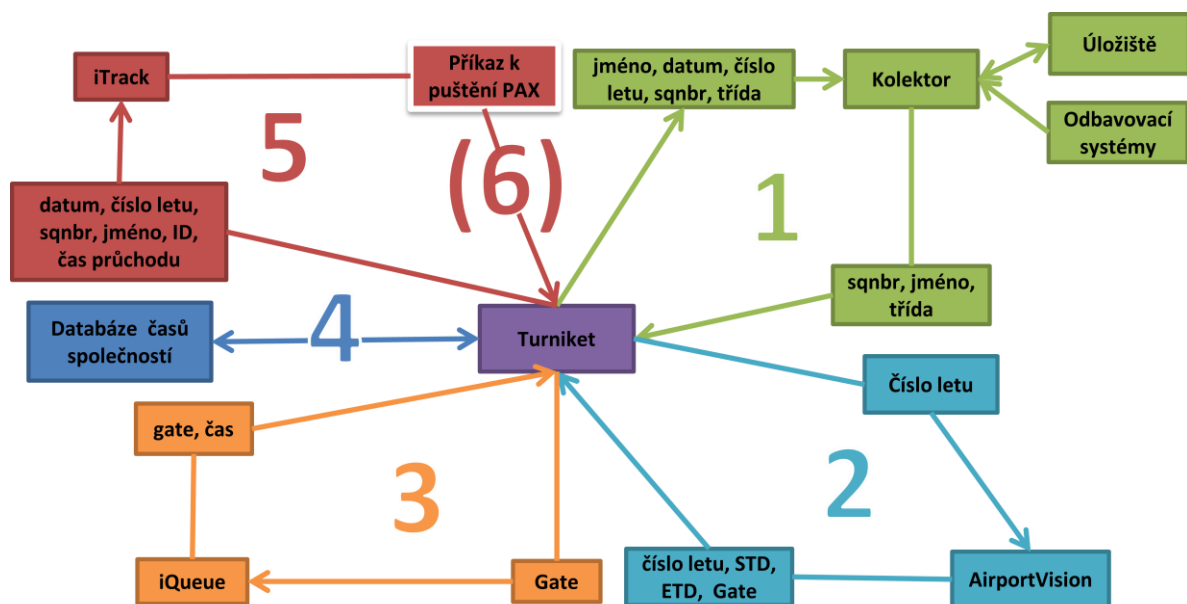 iTrack
Příkaz k
puštění PAX
jméno, datum, číslo
letu, sqnbr, třída
Kolektor
Úložiště
Odbavovací
systémy
5
(6)
1
datum, číslo letu,
sqnbr, jméno, ID,
čas průchodu
sqnbr, jméno,
třída
Databáze časů
společností
4
Turniket
Číslo letu
gate, čas
3
2
iQueue
Gate
číslo letu, STD,
ETD, Gate
AirportVision